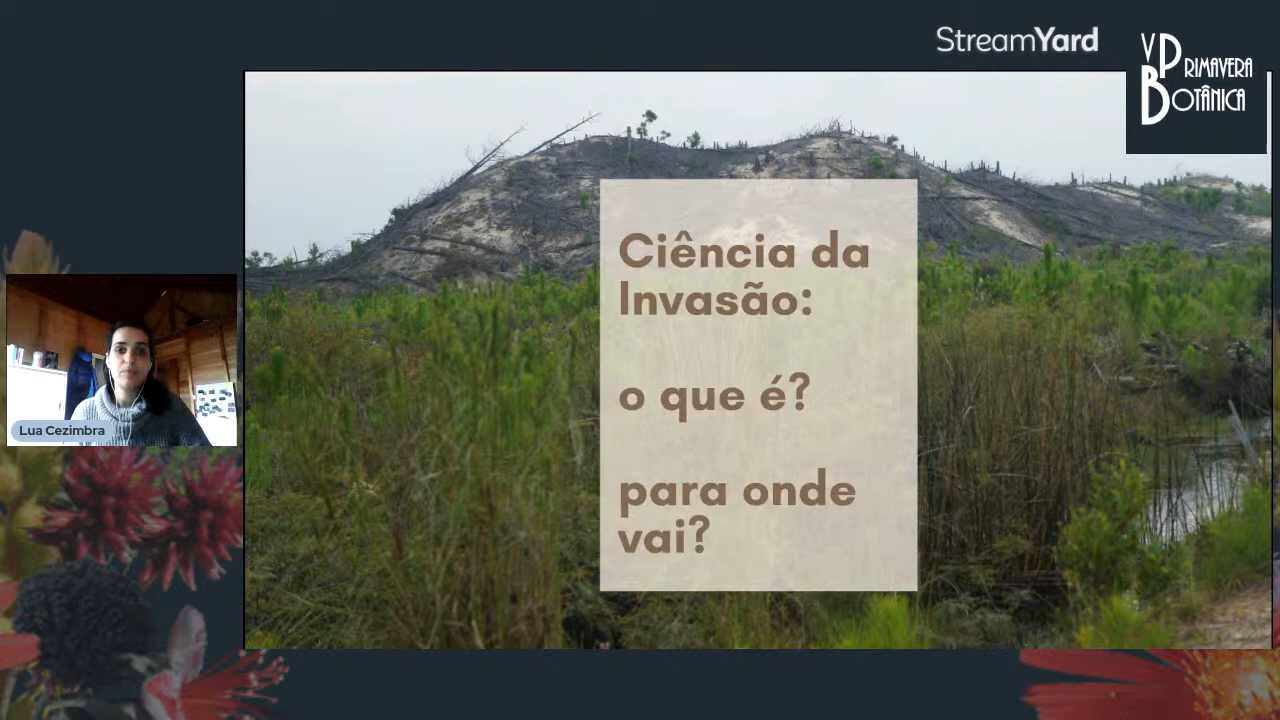 StreamYard
V PRIMAVERA
BOTÂNICA
Ciência da
Invasão:
o que é?
para onde
vai?
Lua Cezimbra